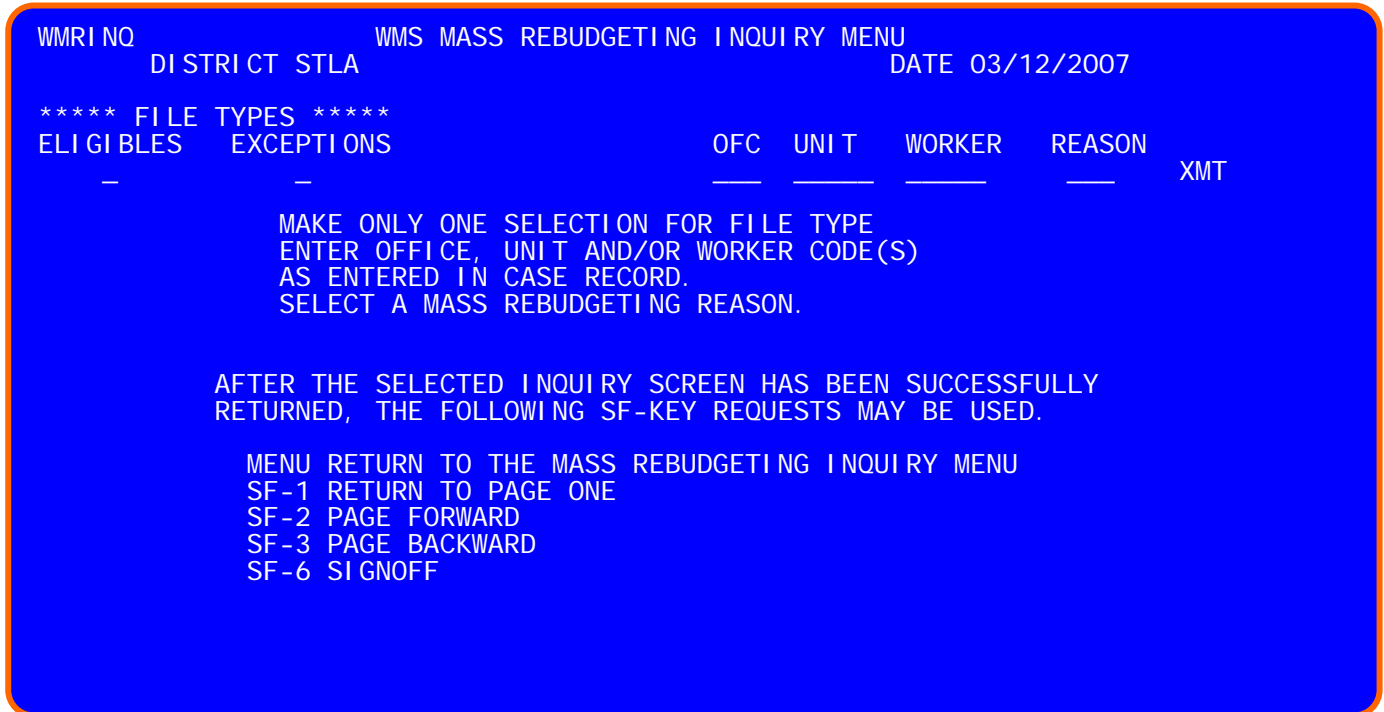 WMRINQ WMS MASS REBUDGETING INQUIRY MENU
DISTRICT STLA DATE 03/12/2007
***** FILE TYPES *****
ELIGIBLES EXCEPTIONS OFC UNIT WORKER REASON
_ _ ___ _____ _____ ___ XMT
MAKE ONLY ONE SELECTION FOR FILE TYPE
ENTER OFFICE, UNIT AND/OR WORKER CODE(S)
AS ENTERED IN CASE RECORD.
SELECT A MASS REBUDGETING REASON.
AFTER THE SELECTED INQUIRY SCREEN HAS BEEN SUCCESSFULLY
RETURNED, THE FOLLOWING SF-KEY REQUESTS MAY BE USED.
MENU RETURN TO THE MASS REBUDGETING INQUIRY MENU
SF-1 RETURN TO PAGE ONE
SF-2 PAGE FORWARD
SF-3 PAGE BACKWARD
SF-6 SIGNOFF